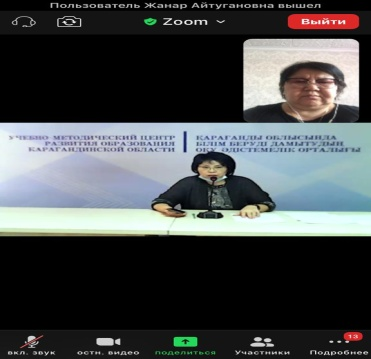 Пользователь Жанар Айтугановна вышел
Zoom
Выйти
УЧЕБНО-МЕТОДИЧЕСКИЙ ЦЕНТР
РАЗВИТИЯ ОБРАЗОВАНИЯ
КАРАГАНДИНСКОЙ ОБЛАСТИ
ҚАРАҒАНДЫ ОБЛЫСЫНДА
БІЛІМ БЕРУДІ ДАМЫТУДЫҢ
ОҚУ-ӘДІСТЕМЕЛІК ОРТАЛЫҒЫ
13
вкл. звук
остн. видео
поделиться
Участники
Подробнее